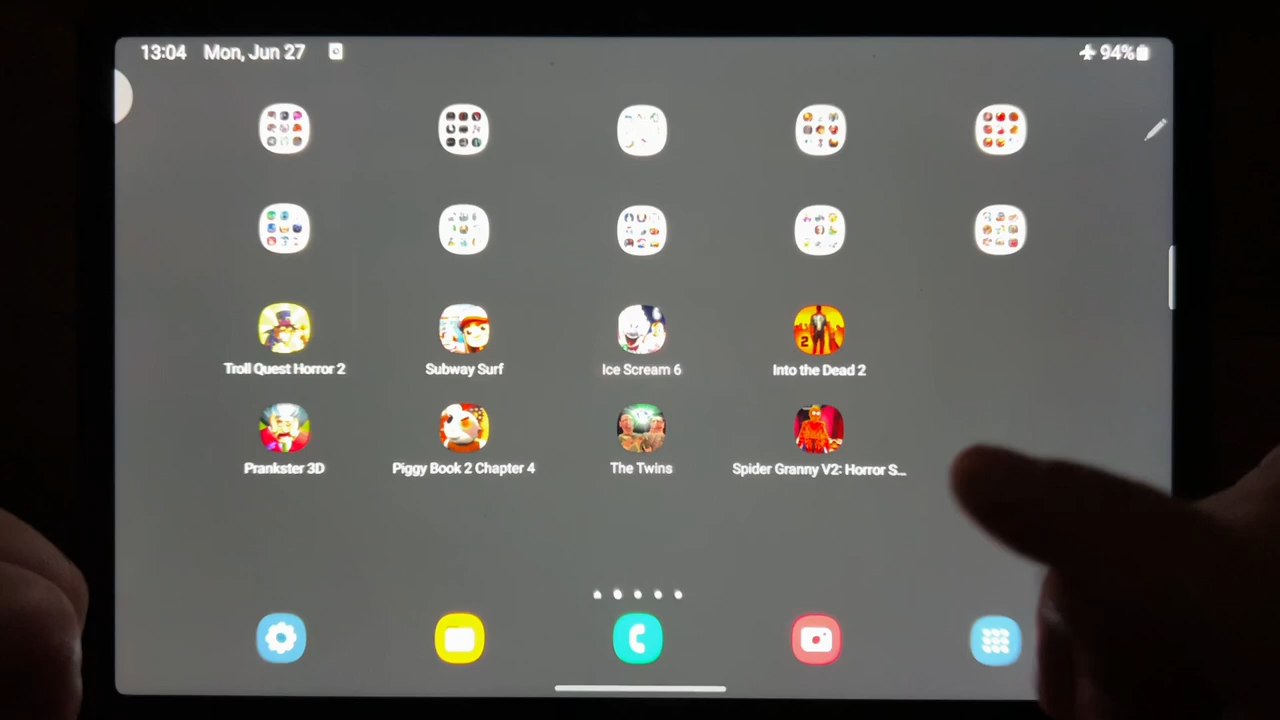 13:04 Mon, Jun 27 94%
Troll Quest Horror 2 Subway Surf Ice Scream 6 Into the Dead 2
2
Prankster 3D Piggy Book 2 Chapter 4 The Twins Spider Granny V2: Horror S...